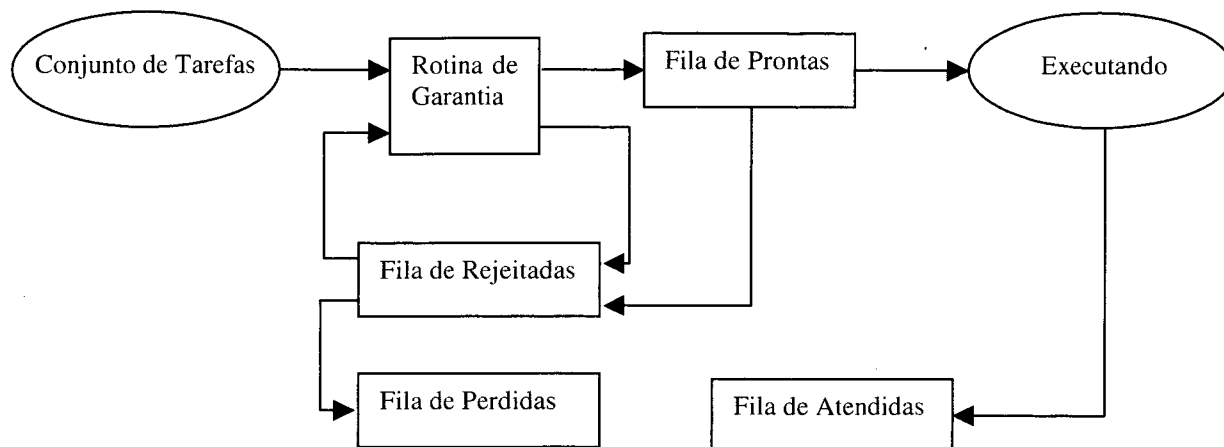 Conjunto de Tarefas
Rotina de
Garantia
Fila de Prontas
Executando
Fila de Rejeitadas
Fila de Perdidas
Fila de Atendidas